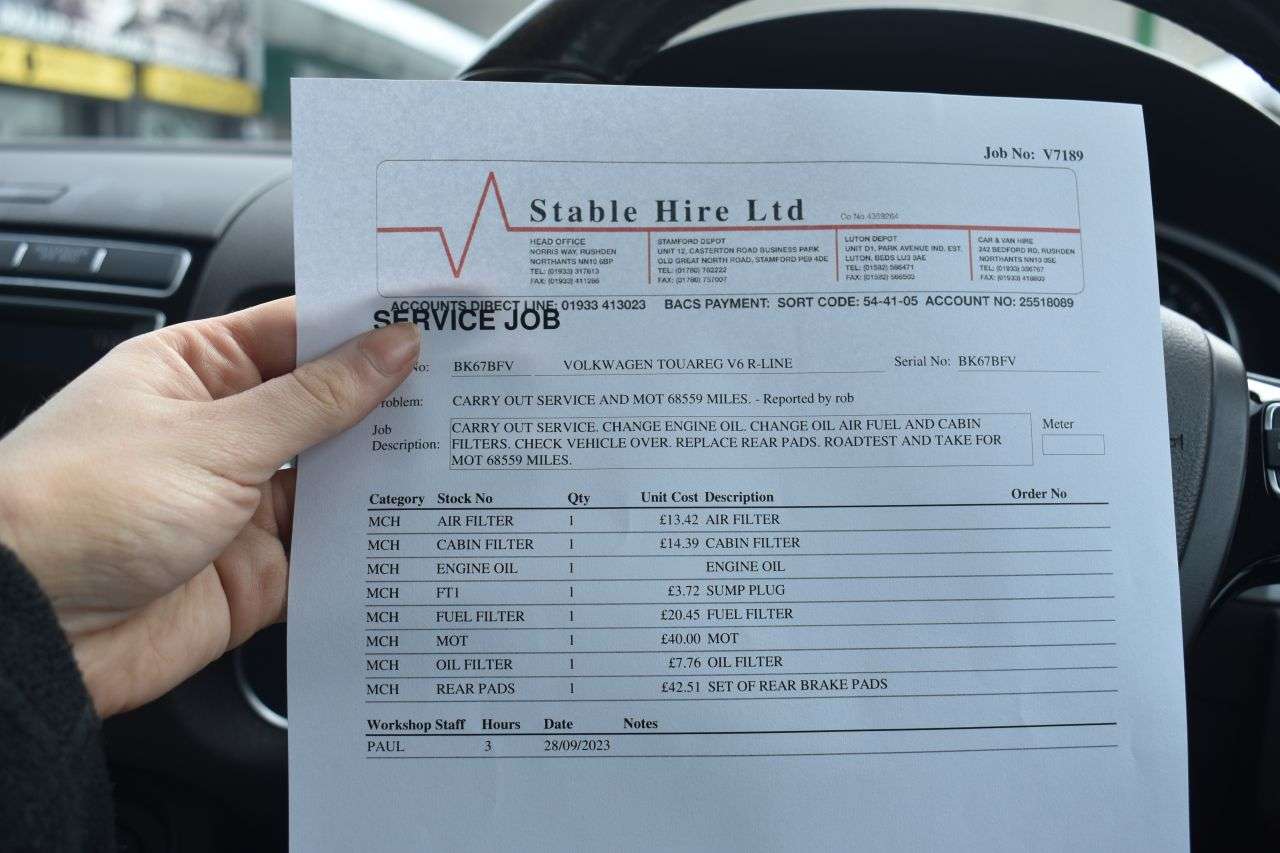 Job No: V7189
Stable Hire Ltd
Co No.4359264
HEAD OFFICE
NORRIS WAY, RUSHDEN
NORTHANTS NN10 6BP
TEL: (01933) 317613
FAX: (01933) 411286
STAMFORD DEPOT
UNIT 12, CASTERTON ROAD BUSINESS PARK
OLD GREAT NORTH ROAD, STAMFORD PE9 4DE
TEL: (01780) 762222
FAX: (01780) 757007
LUTON DEPOT
UNIT D1, PARK AVENUE IND. EST.
LUTON, BEDS LU3 3AE
TEL: (01582) 566471
FAX: (01582) 566503
CAR & VAN HIRE
242 BEDFORD RD, RUSHDEN
NORTHANTS NN10 0SE
TEL: (01933) 396767
FAX: (01933) 418803
ACCOUNTS DIRECT LINE: 01933 413023 BACS PAYMENT: SORT CODE: 54-41-05 ACCOUNT NO: 25518089
SERVICE JOB
No: BK67BFV VOLKWAGEN TOUAREG V6 R-LINE Serial No: BK67BFV
Problem: CARRY OUT SERVICE AND MOT 68559 MILES. - Reported by rob
Job Description: CARRY OUT SERVICE. CHANGE ENGINE OIL. CHANGE OIL AIR FUEL AND CABIN
FILTERS. CHECK VEHICLE OVER. REPLACE REAR PADS. ROADTEST AND TAKE FOR
MOT 68559 MILES.
Meter
Category Stock No Qty Unit Cost Description Order No
MCH AIR FILTER 1 £13.42 AIR FILTER
MCH CABIN FILTER 1 £14.39 CABIN FILTER
MCH ENGINE OIL 1 ENGINE OIL
MCH FT1 1 £3.72 SUMP PLUG
MCH FUEL FILTER 1 £20.45 FUEL FILTER
MCH MOT 1 £40.00 MOT
MCH OIL FILTER 1 £7.76 OIL FILTER
MCH REAR PADS 1 £42.51 SET OF REAR BRAKE PADS
Workshop Staff Hours Date Notes
PAUL 3 28/09/2023